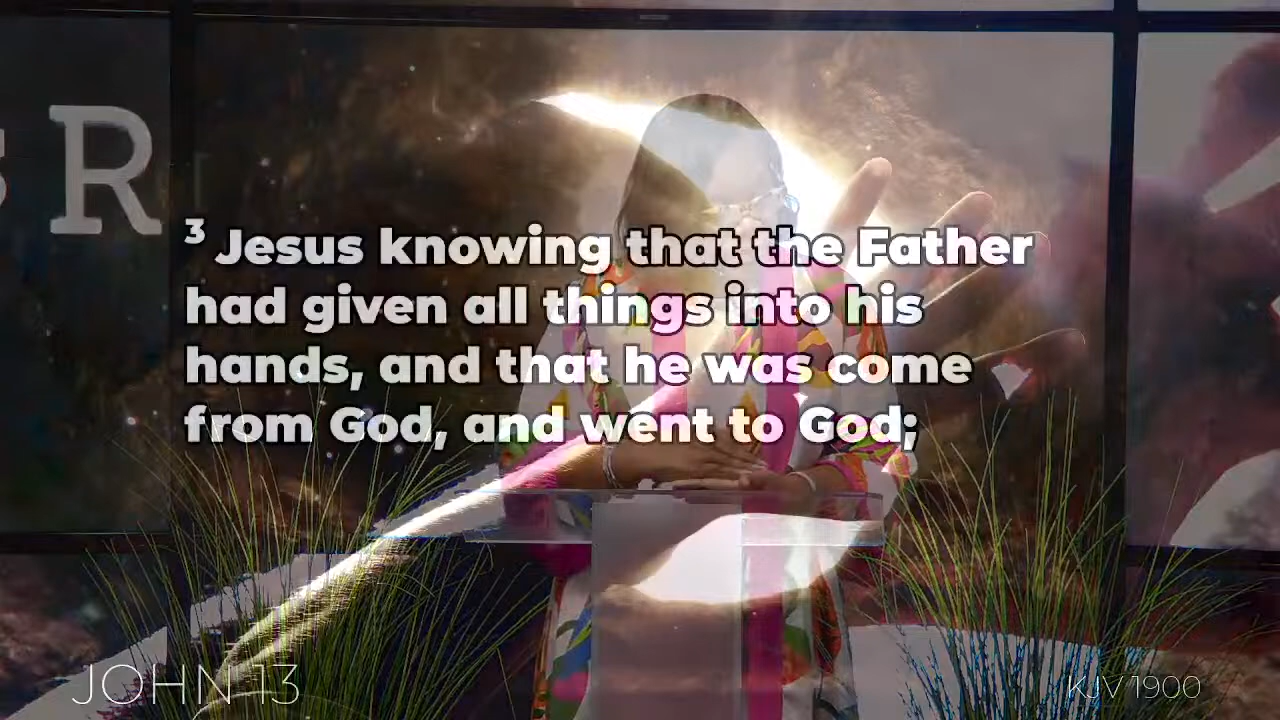 R
3 Jesus knowing that the Father
had given all things into his
hands, and that he was come
from God, and went to God;
JOHN 13
KJV 1900